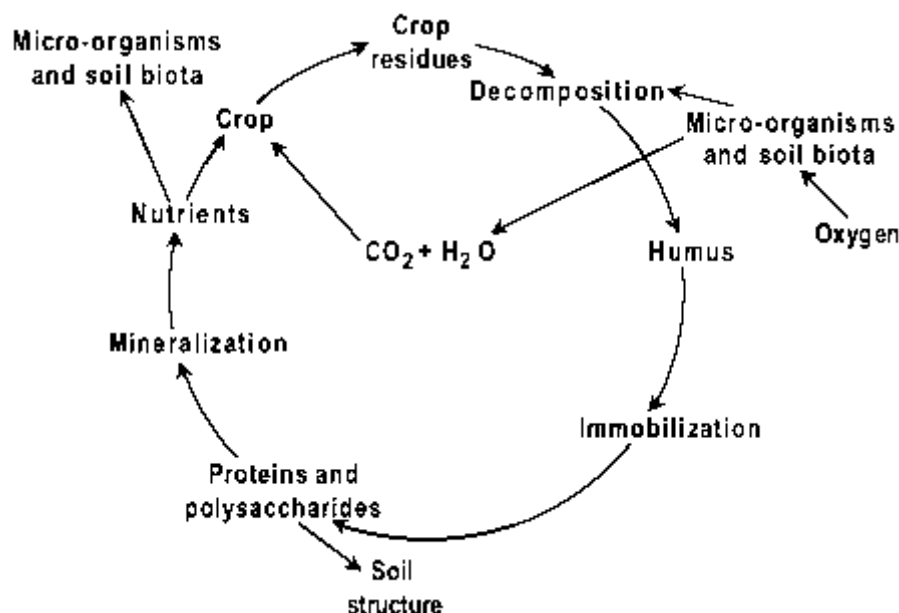 Micro-organisms
and soil biota
Crop
residues
Decomposition
Crop
Micro-organisms
and soil biota
Nutrients
CO₂ + H₂O
Humus
Oxygen
Mineralization
Immobilization
Proteins and
polysaccharides
Soil
structure